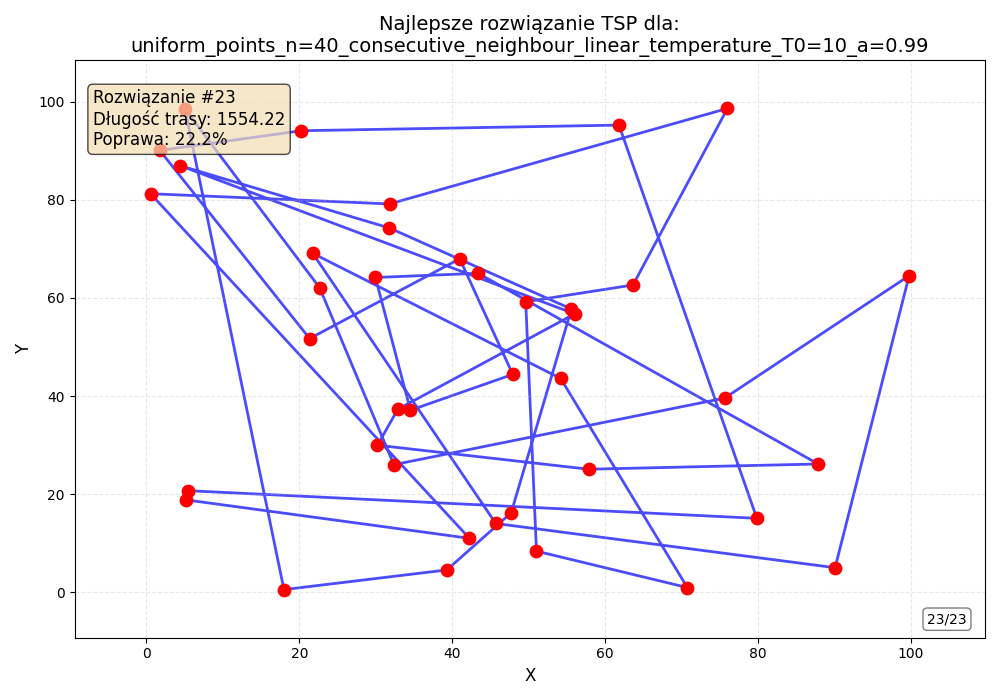 Najlepsze rozwiązanie TSP dla:
uniform_points_n=40_consecutive_neighbour_linear_temperature_T0=10_a=0.99
Rozwiązanie #23
Długość trasy: 1554.22
Poprawa: 22.2%
100
80
60
40
20
0
Y
0
20
40
60
80
100
X
23/23